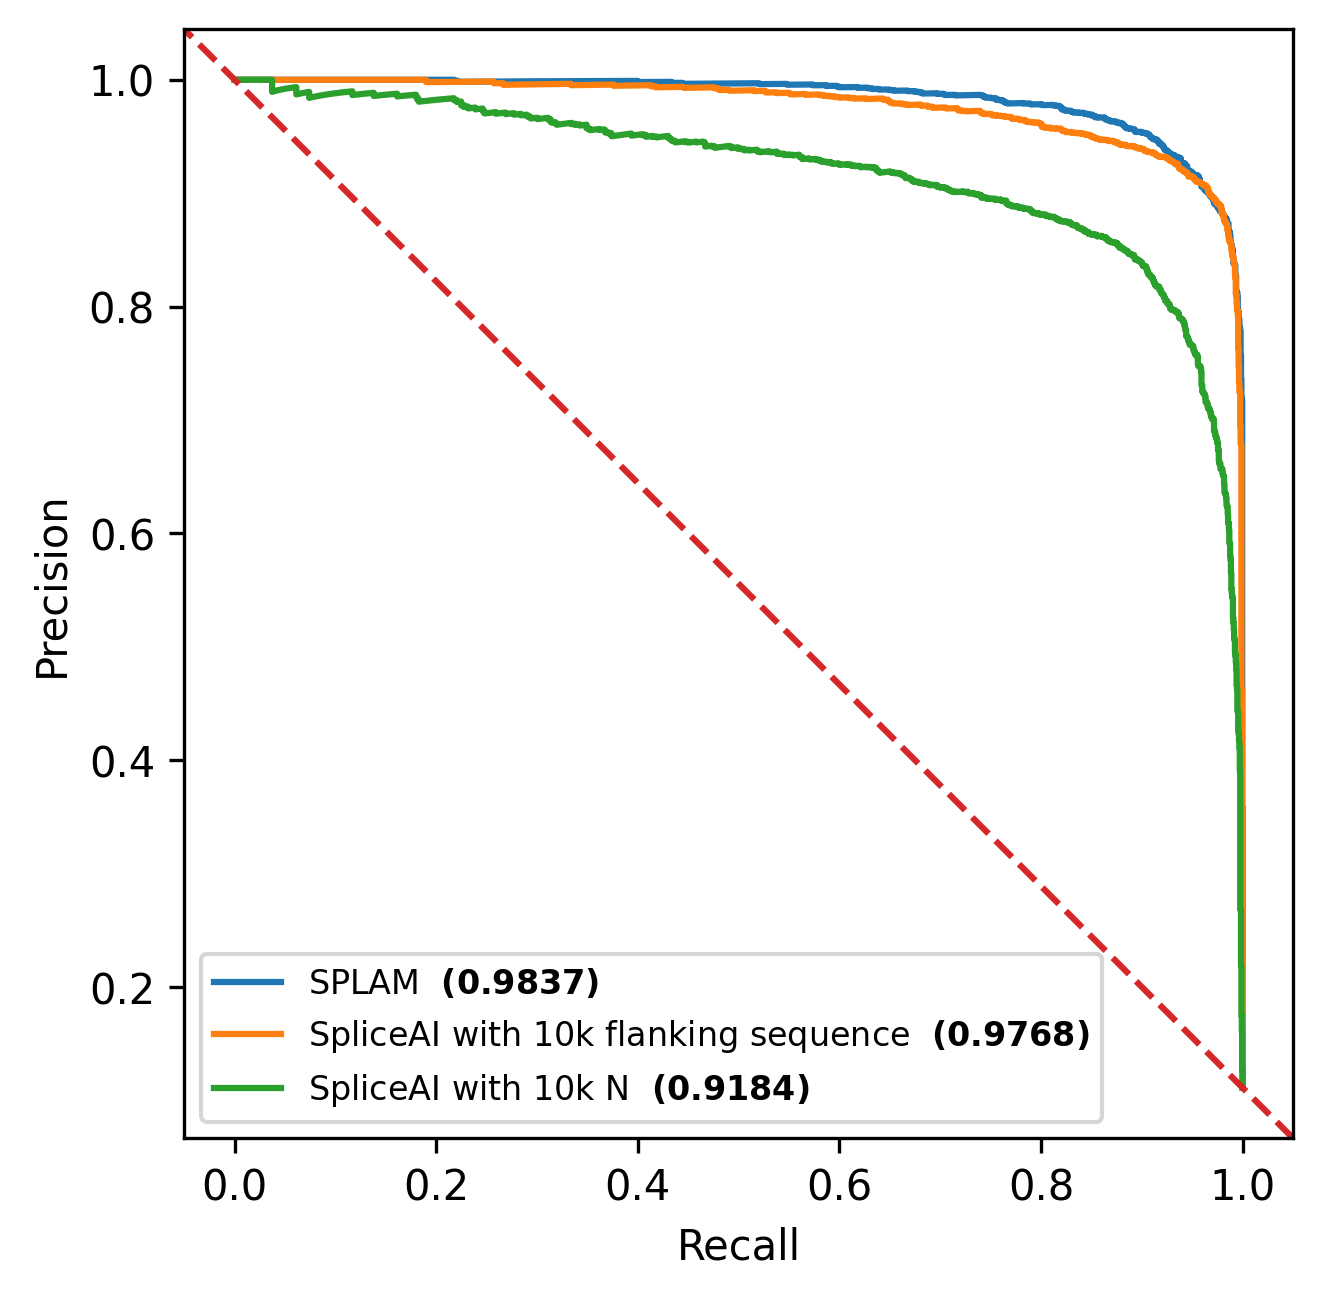 1.0
0.8
0.6
0.4
0.2
Precision
SPLAM (0.9837)
SpliceAI with 10k flanking sequence (0.9768)
SpliceAI with 10k N (0.9184)
0.0 0.2 0.4 0.6 0.8 1.0
Recall